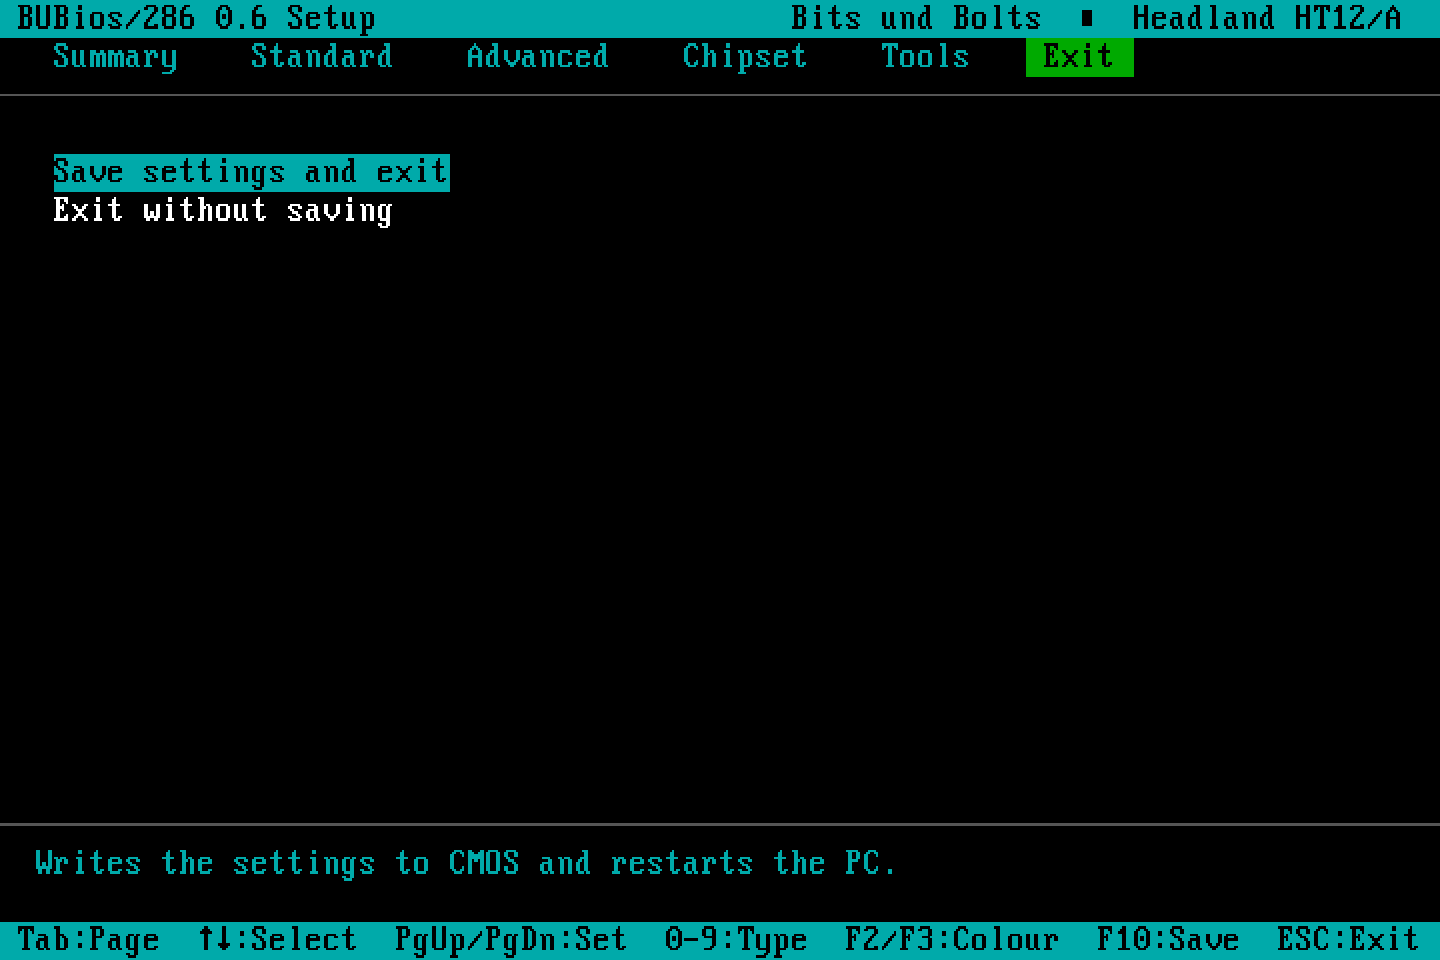 BUBios/286 0.6 Setup Bits und Bolts ▪ Headland HT12/A
Summary Standard Advanced Chipset Tools Exit
Save settings and exit
Exit without saving
Writes the settings to CMOS and restarts the PC.
Tab:Page ↑↓:Select PgUp/PgDn:Set 0-9:Type F2/F3:Colour F10:Save ESC:Exit